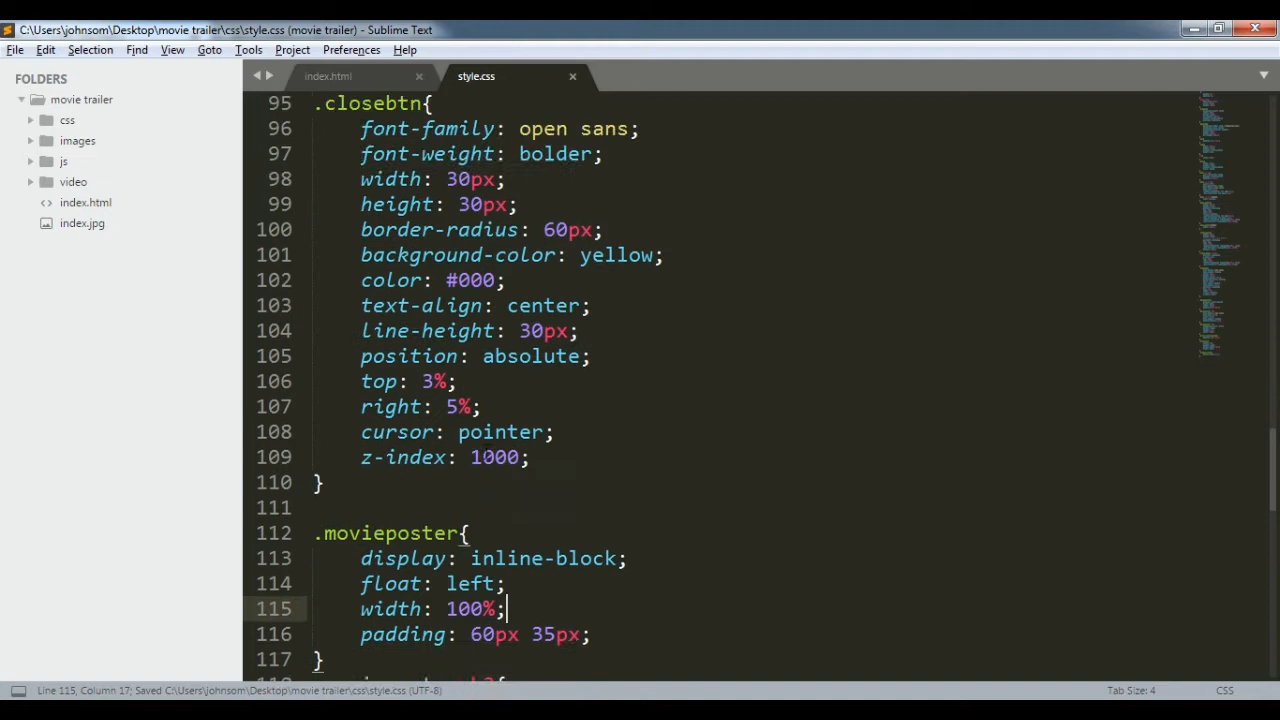 C:\Users\johnsom\Desktop\movie trailer\css\style.css (movie trailer) - Sublime Text
File Edit Selection Find View Goto Tools Project Preferences Help
FOLDERS
movie trailer
css
images
js
video
index.html
index.jpg
index.html × style.css ×
95 .closebtn{
96 font-family: open sans;
97 font-weight: bolder;
98 width: 30px;
99 height: 30px;
100 border-radius: 60px;
101 background-color: yellow;
102 color: #000;
103 text-align: center;
104 line-height: 30px;
105 position: absolute;
106 top: 3%;
107 right: 5%;
108 cursor: pointer;
109 z-index: 1000;
110 }
111
112 .movieposter{
113 display: inline-block;
114 float: left;
115 width: 100%;
116 padding: 60px 35px;
117 }
Line 115, Column 17; Saved C:\Users\johnsom\Desktop\movie trailer\css\style.css (UTF-8) Tab Size: 4 CSS